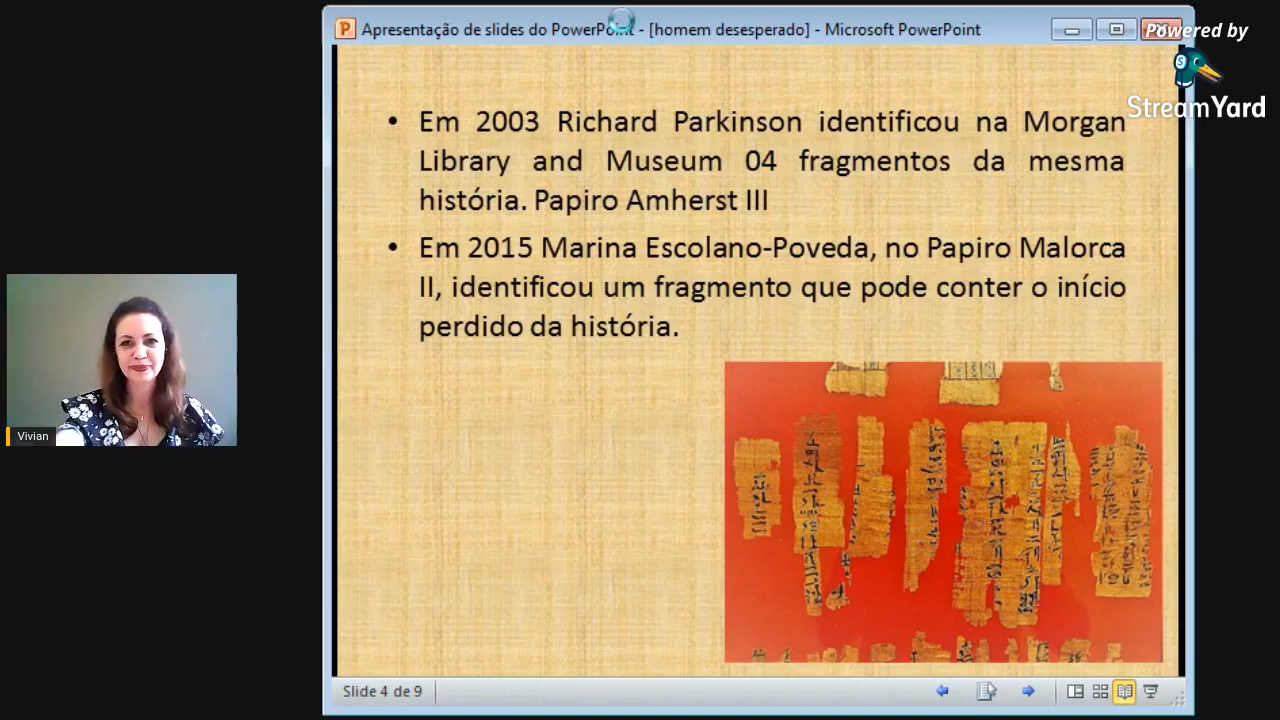 Apresentação de slides do PowerPoint - [homem desesperado] - Microsoft PowerPoint
Powered by
StreamYard
• Em 2003 Richard Parkinson identificou na Morgan
Library and Museum 04 fragmentos da mesma
história. Papiro Amherst III
• Em 2015 Marina Escolano-Poveda, no Papiro Malorca
II, identificou um fragmento que pode conter o início
perdido da história.
Vivian
Slide 4 de 9